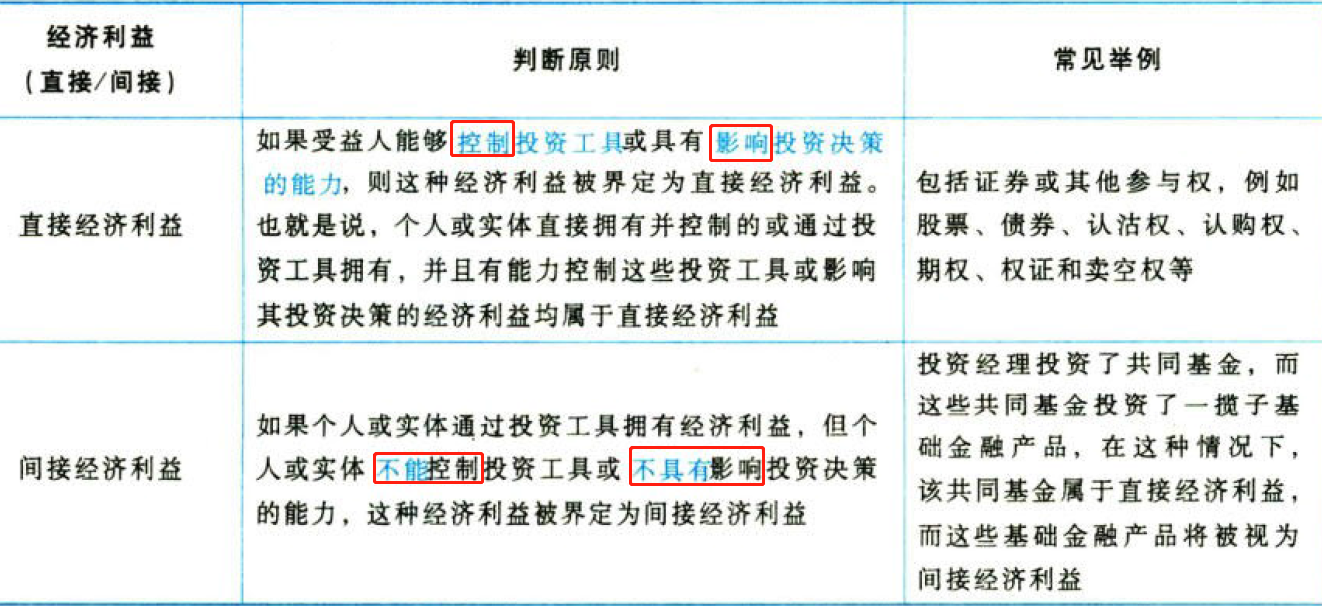 经济利益
（直接/间接）
判断原则
常见举例
直接经济利益
如果受益人能够控制投资工具或具有影响投资决策
的能力，则这种经济利益被界定为直接经济利益。
也就是说，个人或实体直接拥有并控制的或通过投
资工具拥有，并且有能力控制这些投资工具或影响
其投资决策的经济利益均属于直接经济利益
包括证券或其他参与权，例如
股票、债券、认沽权、认购权、
期权、权证和卖空权等
间接经济利益
如果个人或实体通过投资工具拥有经济利益，但个
人或实体不能控制投资工具或不具有影响投资决策
的能力，这种经济利益被界定为间接经济利益
投资经理投资了共同基金，而
这些共同基金投资了一揽子基
础金融产品，在这种情况下，
该共同基金属于直接经济利益，
而这些基础金融产品将被视为
间接经济利益